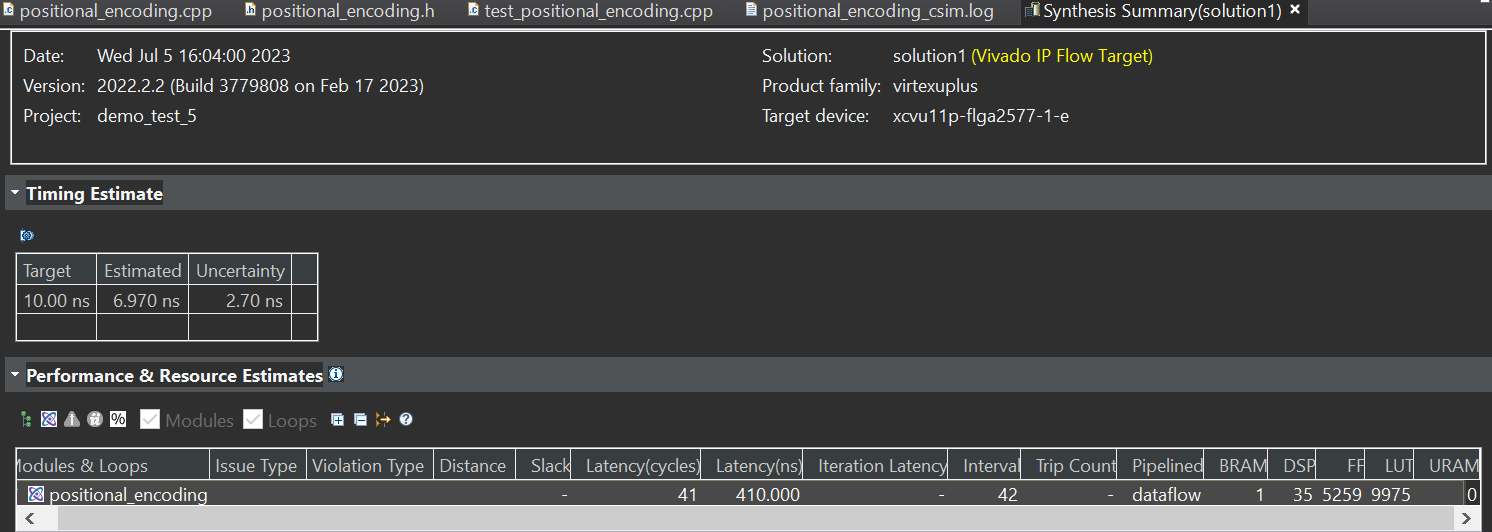 positional_encoding.cpp positional_encoding.h test_positional_encoding.cpp positional_encoding_csim.log Synthesis Summary(solution1)
Date: Wed Jul 5 16:04:00 2023 Solution: solution1 (Vivado IP Flow Target)
Version: 2022.2.2 (Build 3779808 on Feb 17 2023) Product family: virtexuplus
Project: demo_test_5 Target device: xcvu11p-flga2577-1-e
Timing Estimate
Target Estimated Uncertainty
10.00 ns 6.970 ns 2.70 ns
Performance & Resource Estimates
% Modules Loops
Modules & Loops Issue Type Violation Type Distance Slack Latency(cycles) Latency(ns) Iteration Latency Interval Trip Count Pipelined BRAM DSP FF LUT URAM
positional_encoding - 41 410.000 - 42 - dataflow 1 35 5259 9975 0